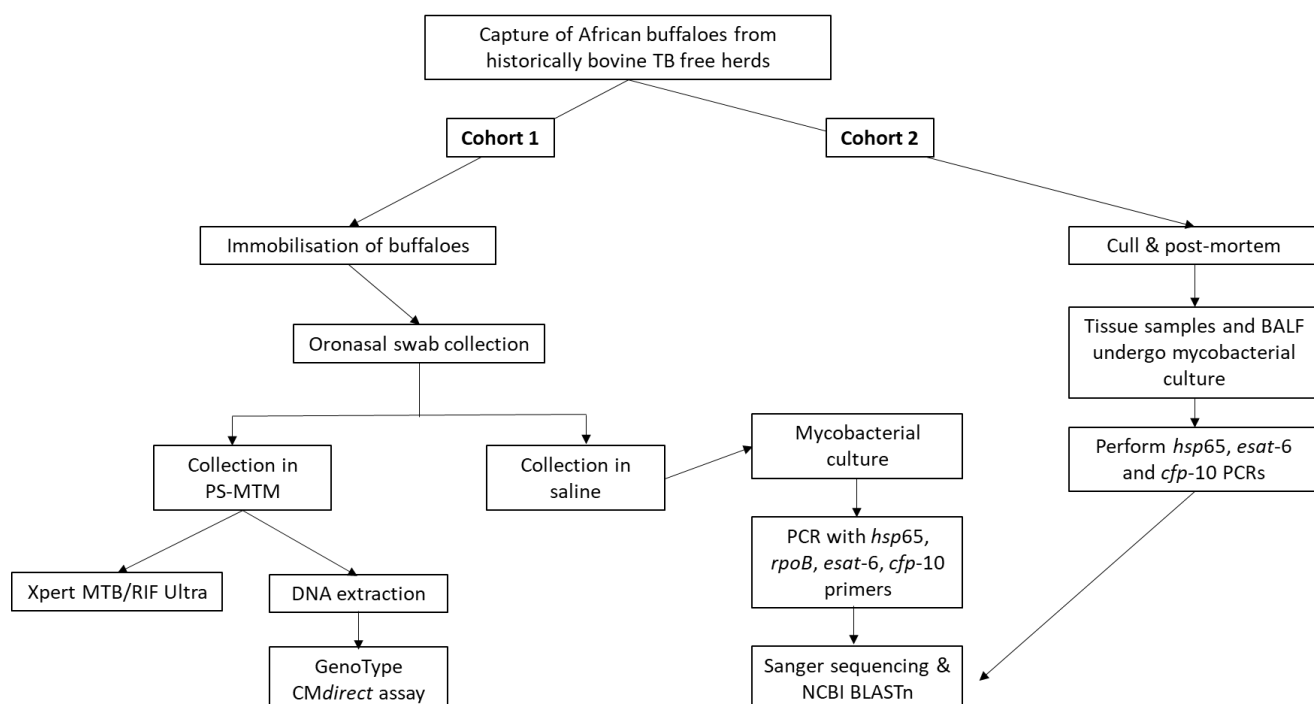 Capture of African buffaloes from
historically bovine TB free herds
Cohort 1
Cohort 2
Immobilisation of buffaloes
Cull & post-mortem
Oronasal swab collection
Tissue samples and BALF
undergo mycobacterial
culture
Collection in
PS-MTM
Collection in
saline
Mycobacterial
culture
Perform hsp65, esat-6
and cfp-10 PCRs
Xpert MTB/RIF Ultra
DNA extraction
PCR with hsp65,
rpoB, esat-6, cfp-10
primers
GenoType
CMdirect assay
Sanger sequencing &
NCBI BLASTn